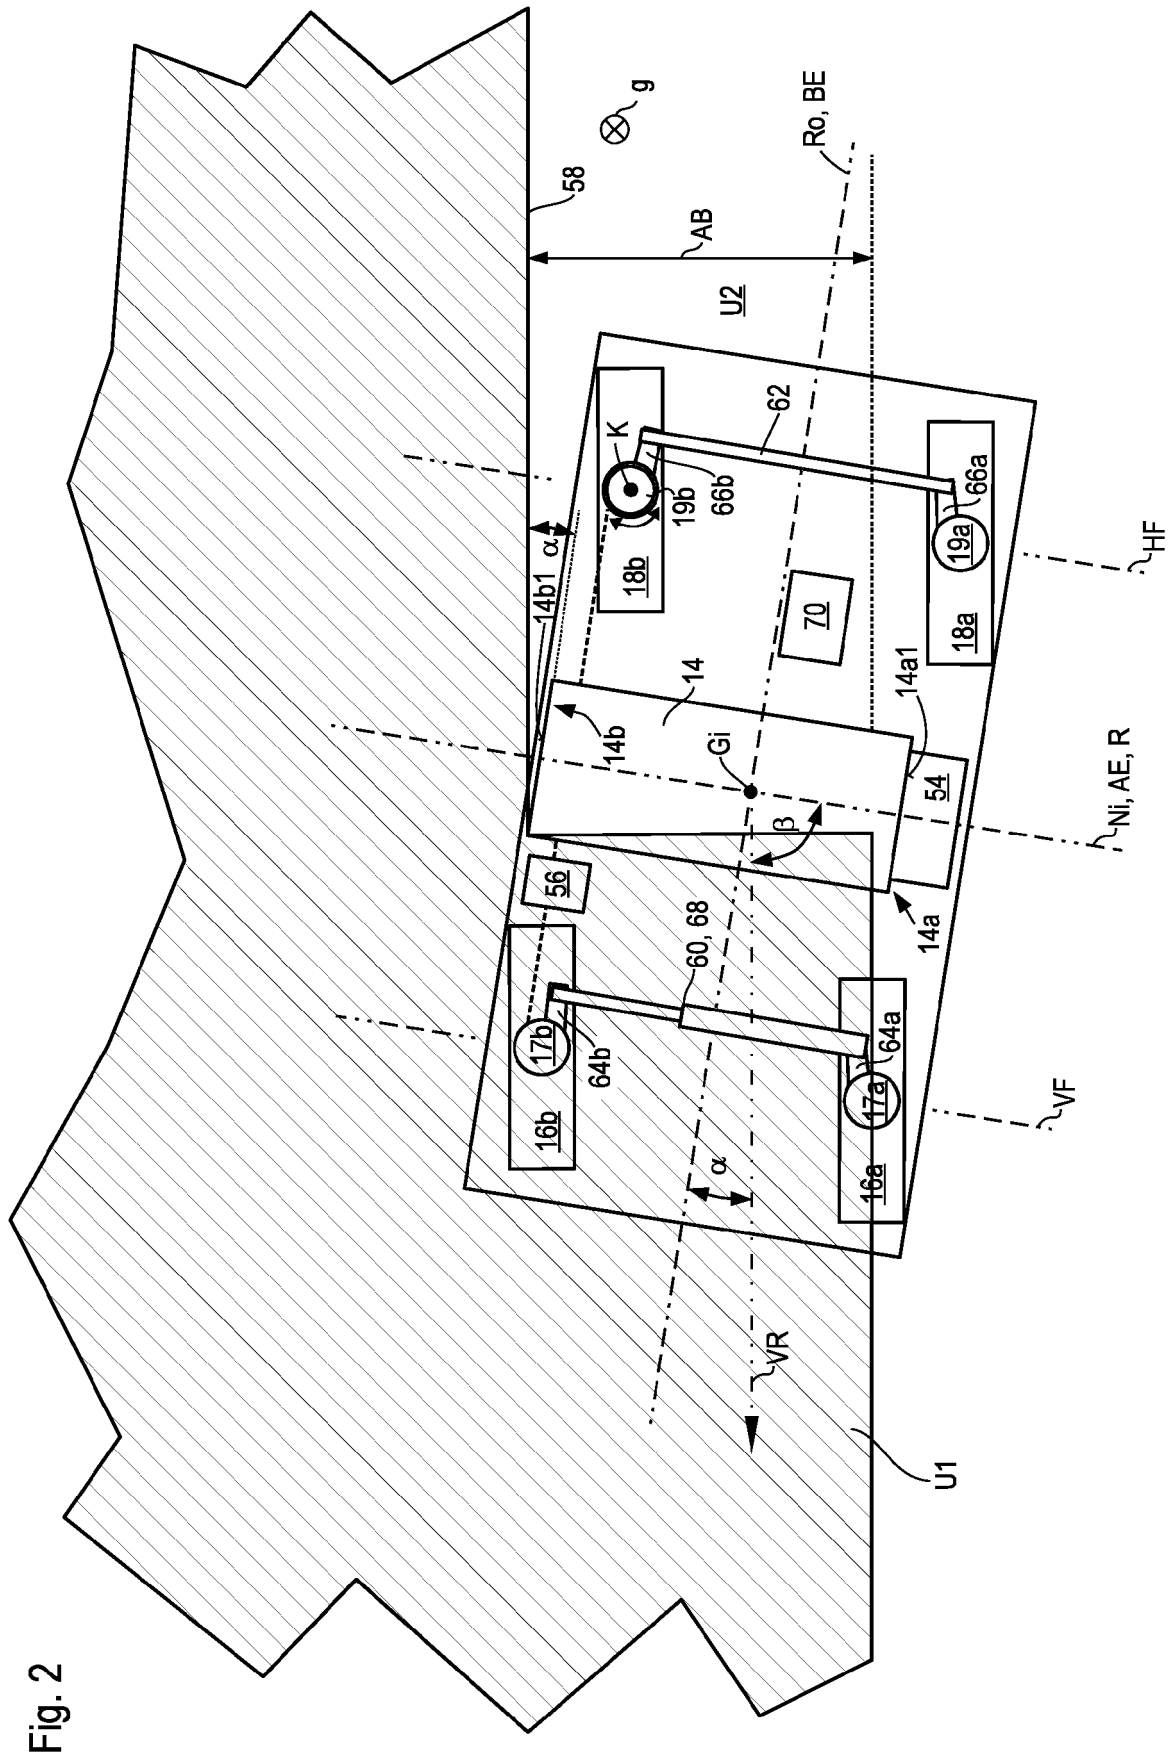 Fig. 2
16b
17b
56
14b1
α
58
64b
14b
18b
K
g
60, 68
14
19b
66b
AB
α
Gi
U2
VR
β
62
70
Ro, BE
16a
17a
64a
14a1
14a
U1
54
18a
19a
66a
VF
Ni, AE, R
HF